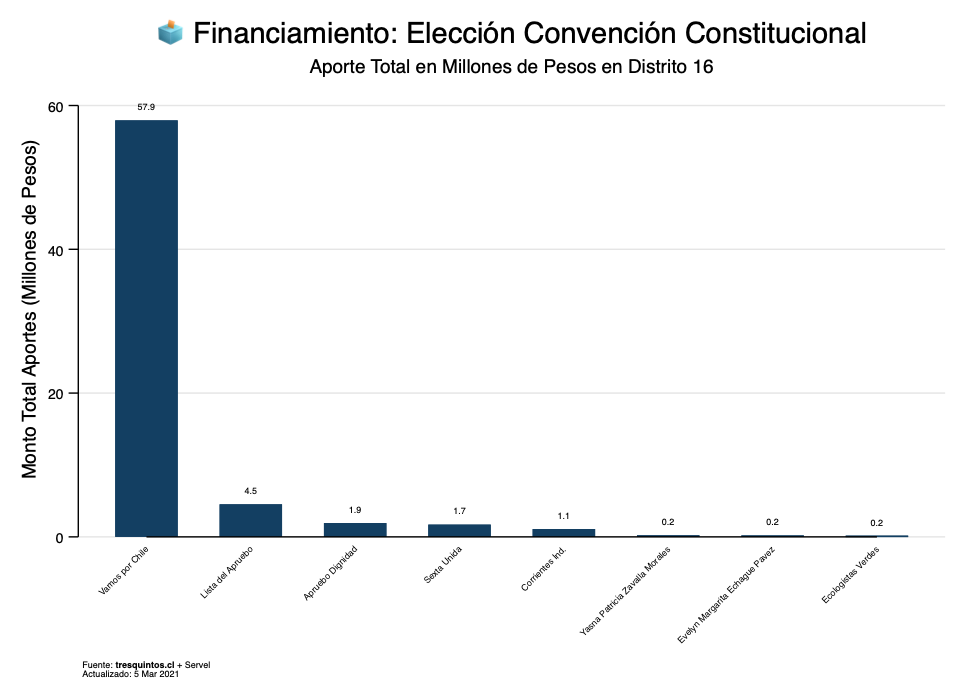 Financiamiento: Elección Convención Constitucional
Aporte Total en Millones de Pesos en Distrito 16
Monto Total Aportes (Millones de Pesos)
60
40
20
0
57.9
4.5
1.9
1.7
1.1
0.2
0.2
0.2
Vamos por Chile
Lista del Apruebo
Apruebo Dignidad
Sexta Unida
Corrientes Ind.
Yasna Patricia Zavalla Morales
Evelyn Margarita Echague Pavez
Ecologistas Verdes
Fuente: tresquintos.cl + Servel
Actualizado: 5 Mar 2021